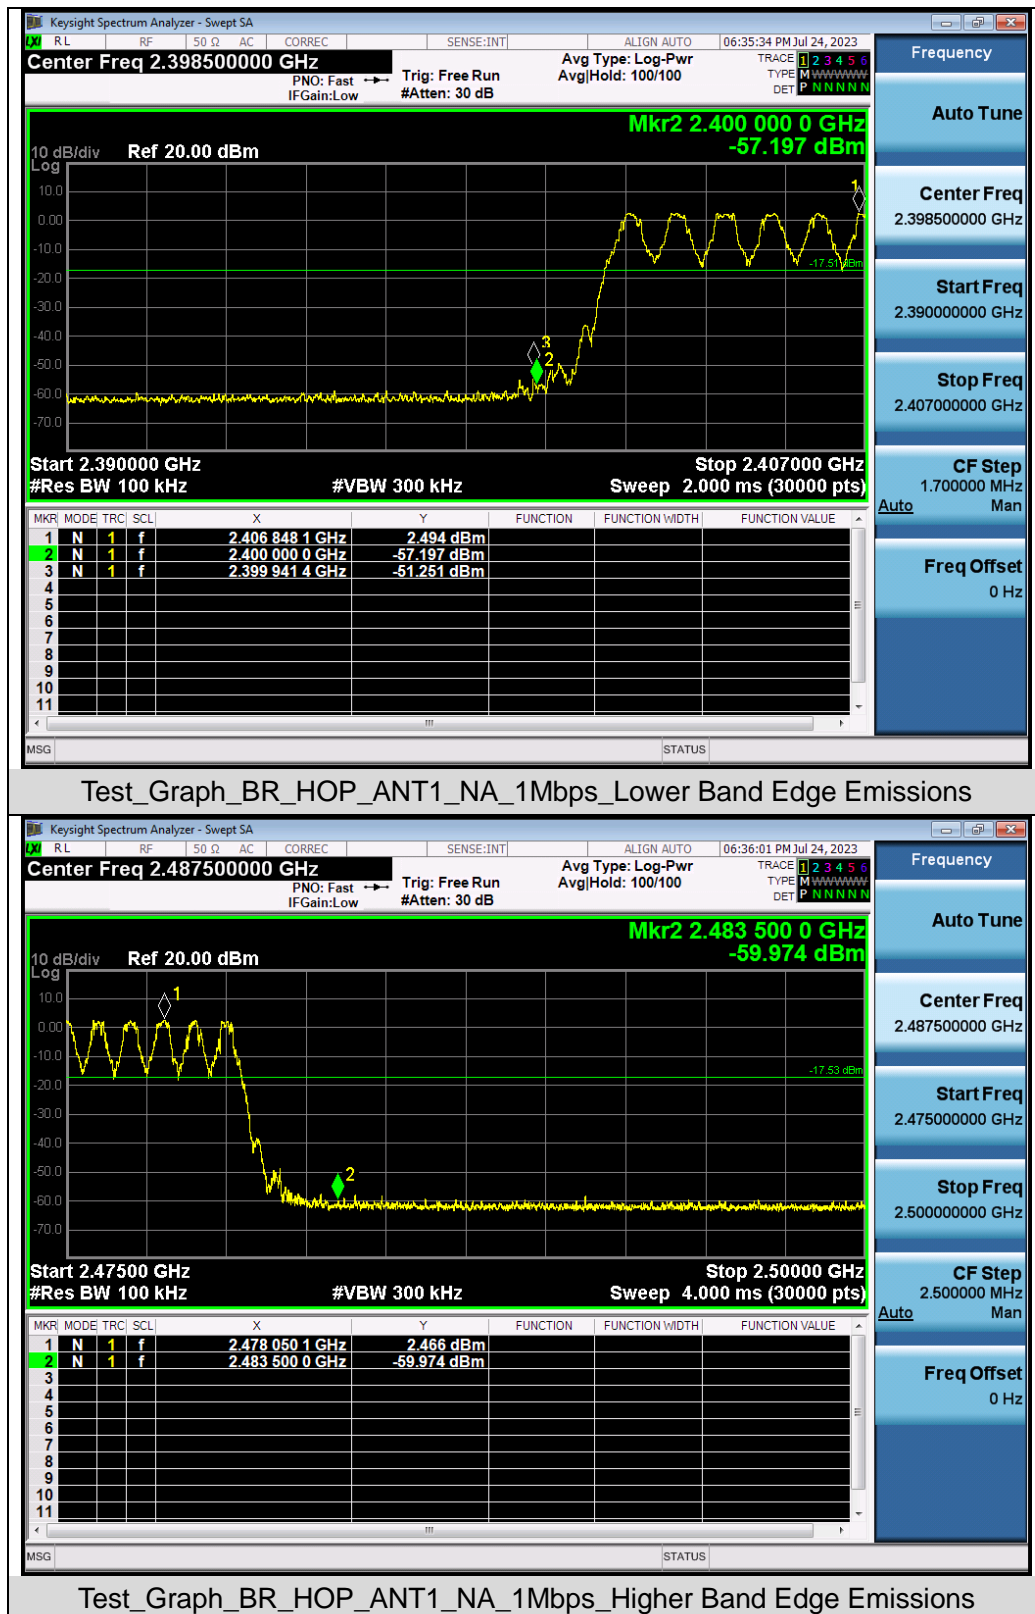 Keysight Spectrum Analyzer - Swept SA
LXI RL RF 50 Ω AC CORREC SENSE:INT ALIGN AUTO 06:35:34 PM Jul 24, 2023
Center Freq 2.398500000 GHz
PNO: Fast
IFGain:Low
Trig: Free Run
#Atten: 30 dB
Avg Type: Log-Pwr
Avg|Hold: 100/100
TRACE 1 2 3 4 5 6
TYPE M WWWWW
DET P N N N N N
Mkr2 2.400 000 0 GHz
-57.197 dBm
10 dB/div Ref 20.00 dBm
Log
10.0
0.00
-10.0
-20.0
-30.0
-40.0
-50.0
-60.0
-70.0
1
-17.51 dBm
3
2
Start 2.390000 GHz Stop 2.407000 GHz
#Res BW 100 kHz #VBW 300 kHz Sweep 2.000 ms (30000 pts)
MKR MODE TRC SCL X Y FUNCTION FUNCTION WIDTH FUNCTION VALUE
1 N 1 f 2.406 848 1 GHz 2.494 dBm
2 N 1 f 2.400 000 0 GHz -57.197 dBm
3 N 1 f 2.399 941 4 GHz -51.251 dBm
4
5
6
7
8
9
10
11
MSG STATUS
Frequency
Auto Tune
Center Freq
2.398500000 GHz
Start Freq
2.390000000 GHz
Stop Freq
2.407000000 GHz
CF Step
1.700000 MHz
Auto Man
Freq Offset
0 Hz
Test_Graph_BR_HOP_ANT1_NA_1Mbps_Lower Band Edge Emissions
Keysight Spectrum Analyzer - Swept SA
LXI RL RF 50 Ω AC CORREC SENSE:INT ALIGN AUTO 06:36:01 PM Jul 24, 2023
Center Freq 2.487500000 GHz
PNO: Fast
IFGain:Low
Trig: Free Run
#Atten: 30 dB
Avg Type: Log-Pwr
Avg|Hold: 100/100
TRACE 1 2 3 4 5 6
TYPE M WWWWW
DET P N N N N N
Mkr2 2.483 500 0 GHz
-59.974 dBm
10 dB/div Ref 20.00 dBm
Log
10.0
0.00
-10.0
-20.0
-30.0
-40.0
-50.0
-60.0
-70.0
1
-17.53 dBm
2
Start 2.47500 GHz Stop 2.50000 GHz
#Res BW 100 kHz #VBW 300 kHz Sweep 4.000 ms (30000 pts)
MKR MODE TRC SCL X Y FUNCTION FUNCTION WIDTH FUNCTION VALUE
1 N 1 f 2.478 050 1 GHz 2.466 dBm
2 N 1 f 2.483 500 0 GHz -59.974 dBm
3
4
5
6
7
8
9
10
11
MSG STATUS
Frequency
Auto Tune
Center Freq
2.487500000 GHz
Start Freq
2.475000000 GHz
Stop Freq
2.500000000 GHz
CF Step
2.500000 MHz
Auto Man
Freq Offset
0 Hz
Test_Graph_BR_HOP_ANT1_NA_1Mbps_Higher Band Edge Emissions